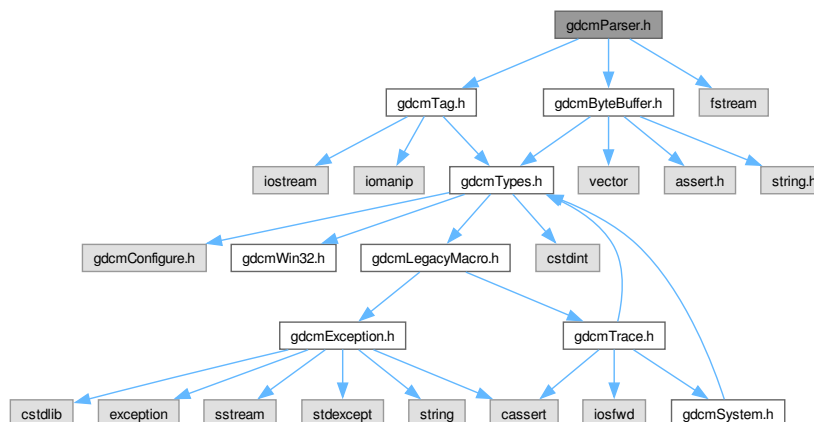 gdcmParser.h
gdcmTag.h
gdcmByteBuffer.h
fstream
iostream
iomanip
gdcmTypes.h
vector
assert.h
string.h
gdcmConfigure.h
gdcmWin32.h
gdcmLegacyMacro.h
cstdint
gdcmException.h
gdcmTrace.h
cstdlib
exception
sstream
stdexcept
string
cassert
iosfwd
gdcmSystem.h